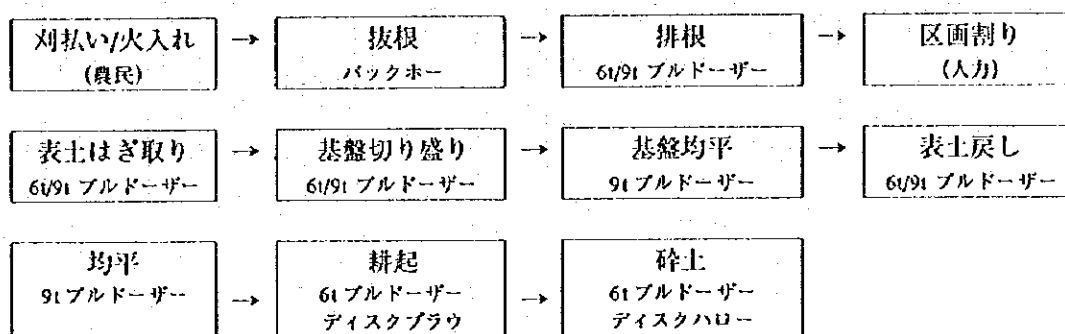 刈払い/火入れ → 抜根 → 排根 → 区画割り
(農民) バックホー 6t/9t ブルドーザー (人力)
表土はぎ取り → 基盤切り盛り → 基盤均平 → 表土戻し
6t/9t ブルドーザー 6t/9t ブルドーザー 9t ブルドーザー 6t/9t ブルドーザー
均平 → 耕起 → 砕土
9t ブルドーザー 6t ブルドーザー 6t ブルドーザー
ディスクプラウ ディスクハロー